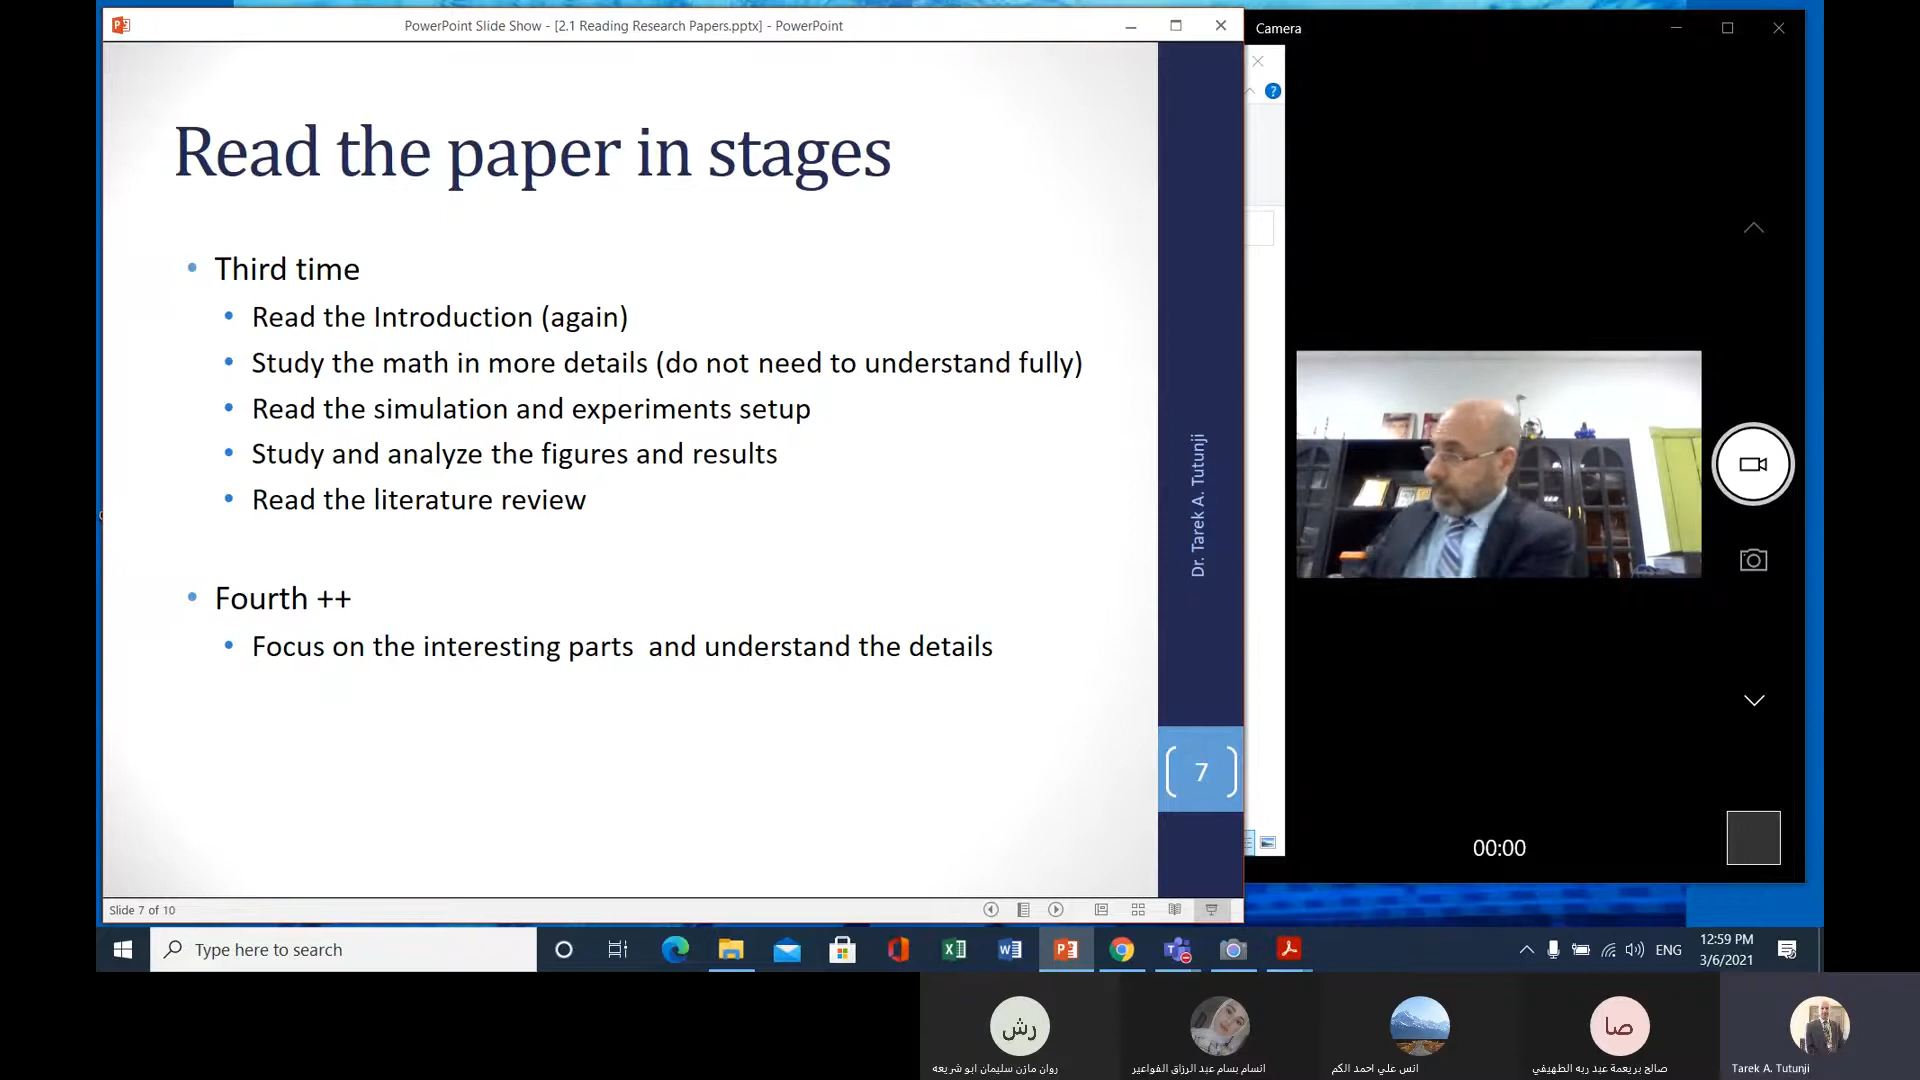 PowerPoint Slide Show - [2.1 Reading Research Papers.pptx] - PowerPoint
Camera
Read the paper in stages
• Third time
• Read the Introduction (again)
• Study the math in more details (do not need to understand fully)
• Read the simulation and experiments setup
• Study and analyze the figures and results
• Read the literature review
• Fourth ++
• Focus on the interesting parts and understand the details
Dr. Tarek A. Tutunji
7
00:00
Slide 7 of 10
Type here to search
ENG
12:59 PM
3/6/2021
رش
صا
روان مازن سليمان ابو شريعه
انسام بسام عبد الرزاق الفواعير
انس علي احمد الكم
صالح بريعمة عبد ربه الطهيفي
Tarek A. Tutunji